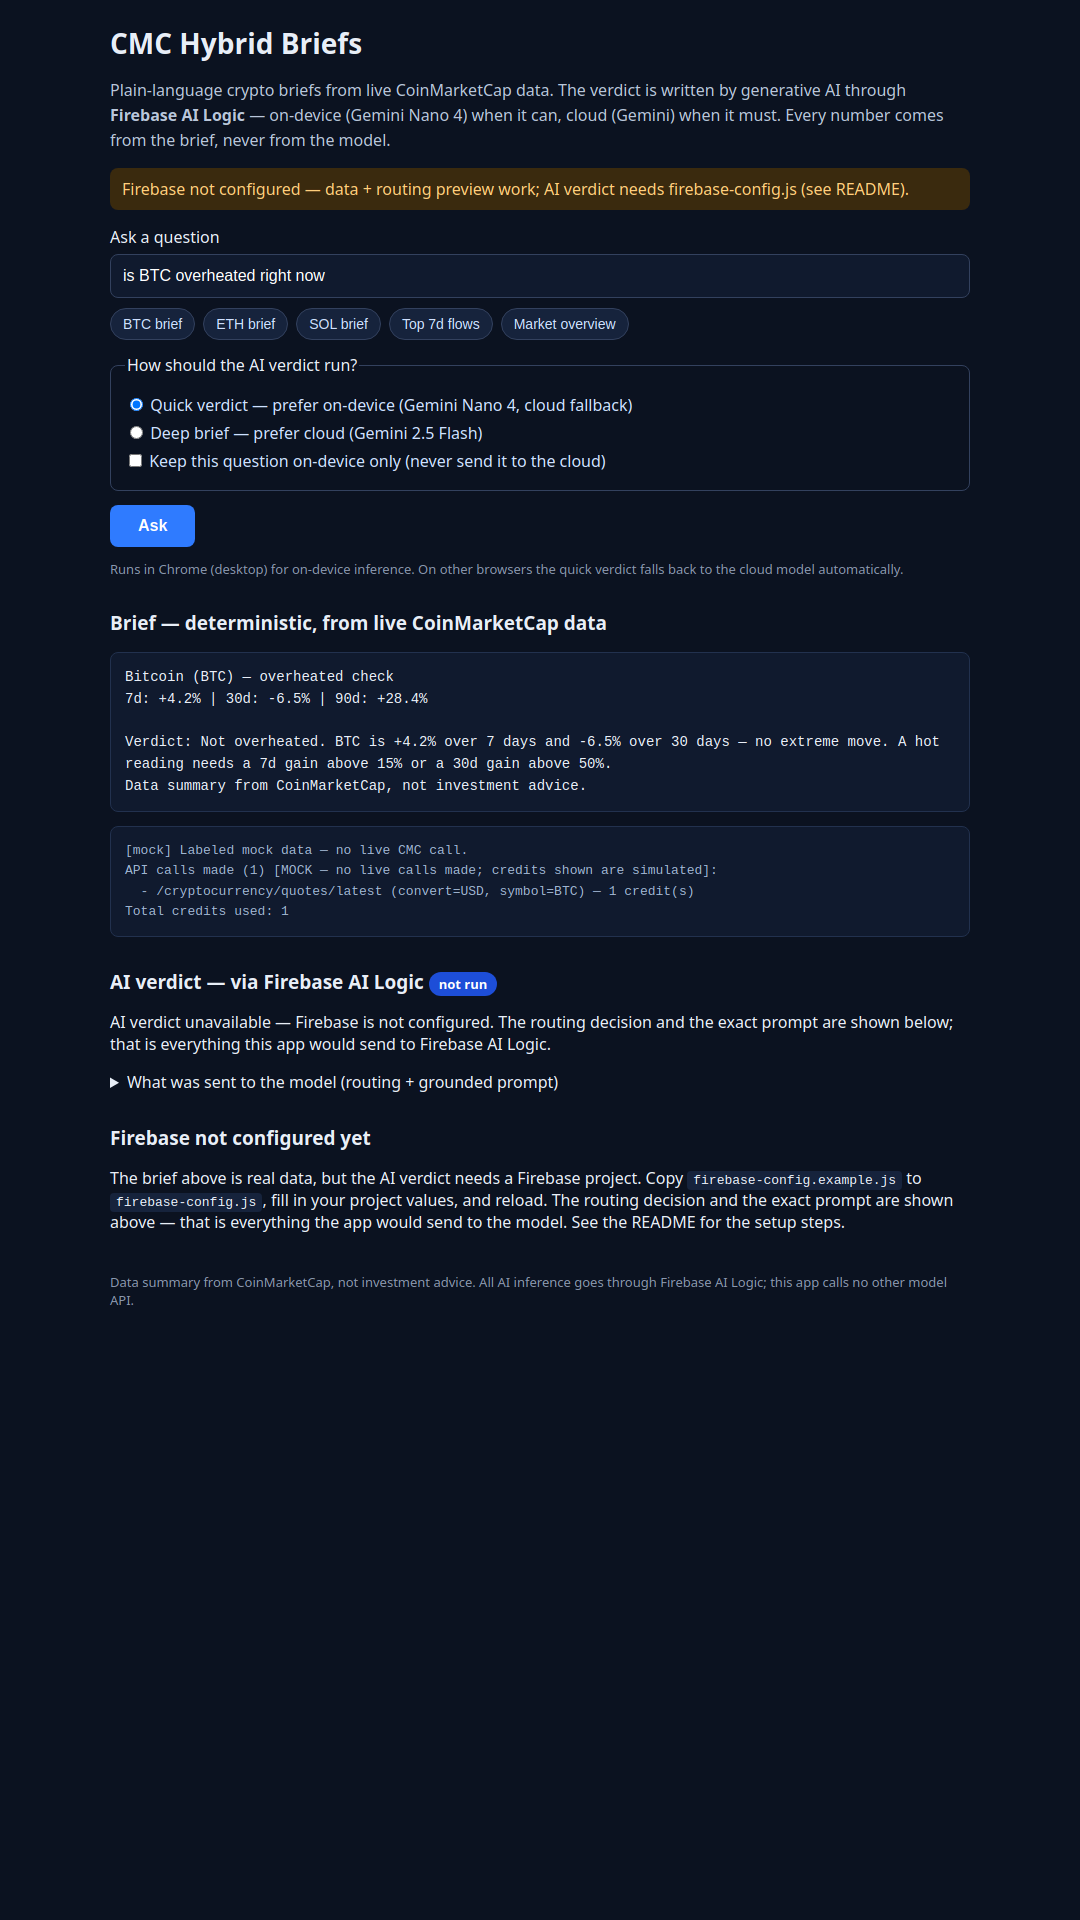 CMC Hybrid Briefs
Plain-language crypto briefs from live CoinMarketCap data. The verdict is written by generative AI through
Firebase AI Logic — on-device (Gemini Nano 4) when it can, cloud (Gemini) when it must. Every number comes
from the brief, never from the model.
Firebase not configured — data + routing preview work; AI verdict needs firebase-config.js (see README).
Ask a question
is BTC overheated right now
BTC brief
ETH brief
SOL brief
Top 7d flows
Market overview
How should the AI verdict run?
Quick verdict — prefer on-device (Gemini Nano 4, cloud fallback)
Deep brief — prefer cloud (Gemini 2.5 Flash)
Keep this question on-device only (never send it to the cloud)
Ask
Runs in Chrome (desktop) for on-device inference. On other browsers the quick verdict falls back to the cloud model automatically.
Brief — deterministic, from live CoinMarketCap data
Bitcoin (BTC) — overheated check
7d: +4.2% | 30d: -6.5% | 90d: +28.4%
Verdict: Not overheated. BTC is +4.2% over 7 days and -6.5% over 30 days — no extreme move. A hot
reading needs a 7d gain above 15% or a 30d gain above 50%.
Data summary from CoinMarketCap, not investment advice.
[mock] Labeled mock data — no live CMC call.
API calls made (1) [MOCK — no live calls made; credits shown are simulated]:
- /cryptocurrency/quotes/latest (convert=USD, symbol=BTC) — 1 credit(s)
Total credits used: 1
AI verdict — via Firebase AI Logic not run
AI verdict unavailable — Firebase is not configured. The routing decision and the exact prompt are shown below;
that is everything this app would send to Firebase AI Logic.
What was sent to the model (routing + grounded prompt)
Firebase not configured yet
The brief above is real data, but the AI verdict needs a Firebase project. Copy firebase-config.example.js to
firebase-config.js, fill in your project values, and reload. The routing decision and the exact prompt are shown
above — that is everything the app would send to the model. See the README for the setup steps.
Data summary from CoinMarketCap, not investment advice. All AI inference goes through Firebase AI Logic; this app calls no other model
API.